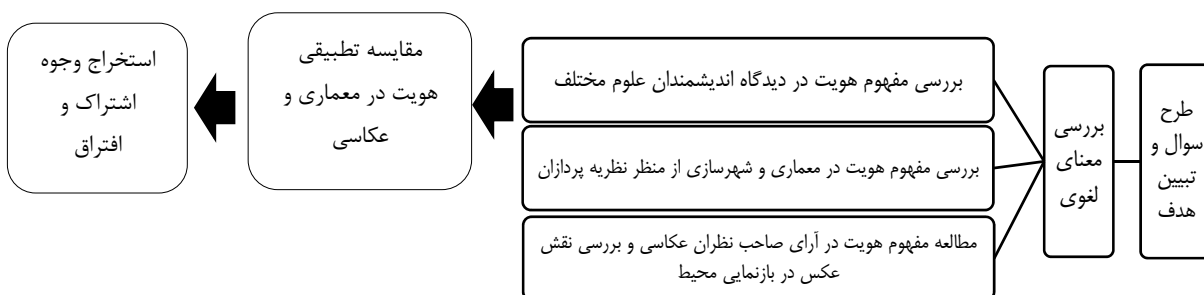 طرح
سوال و
تبیین
هدف
بررسی
معنای
لغوی
بررسی مفهوم هویت در دیدگاه اندیشمندان علوم مختلف
بررسی مفهوم هویت در معماری و شهرسازی از منظر نظریه پردازان
مطالعه مفهوم هویت در آرای صاحب نظران عکاسی و بررسی نقش
عکس در بازنمایی محیط
مقایسه تطبیقی
هویت در معماری و
عکاسی
استخراج وجوه
اشتراک و
افتراق